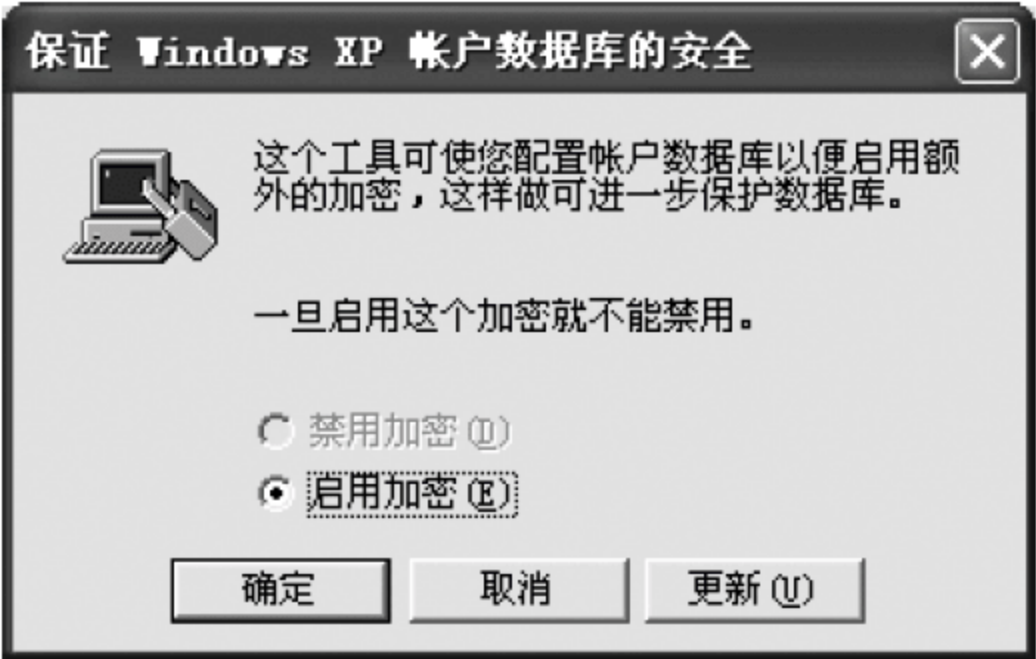 保证 Windows XP 帐户数据库的安全
这个工具可使您配置帐户数据库以便启用额
外的加密，这样做可进一步保护数据库。
一旦启用这个加密就不能禁用。
禁用加密(D)
启用加密(E)
确定 取消 更新(U)